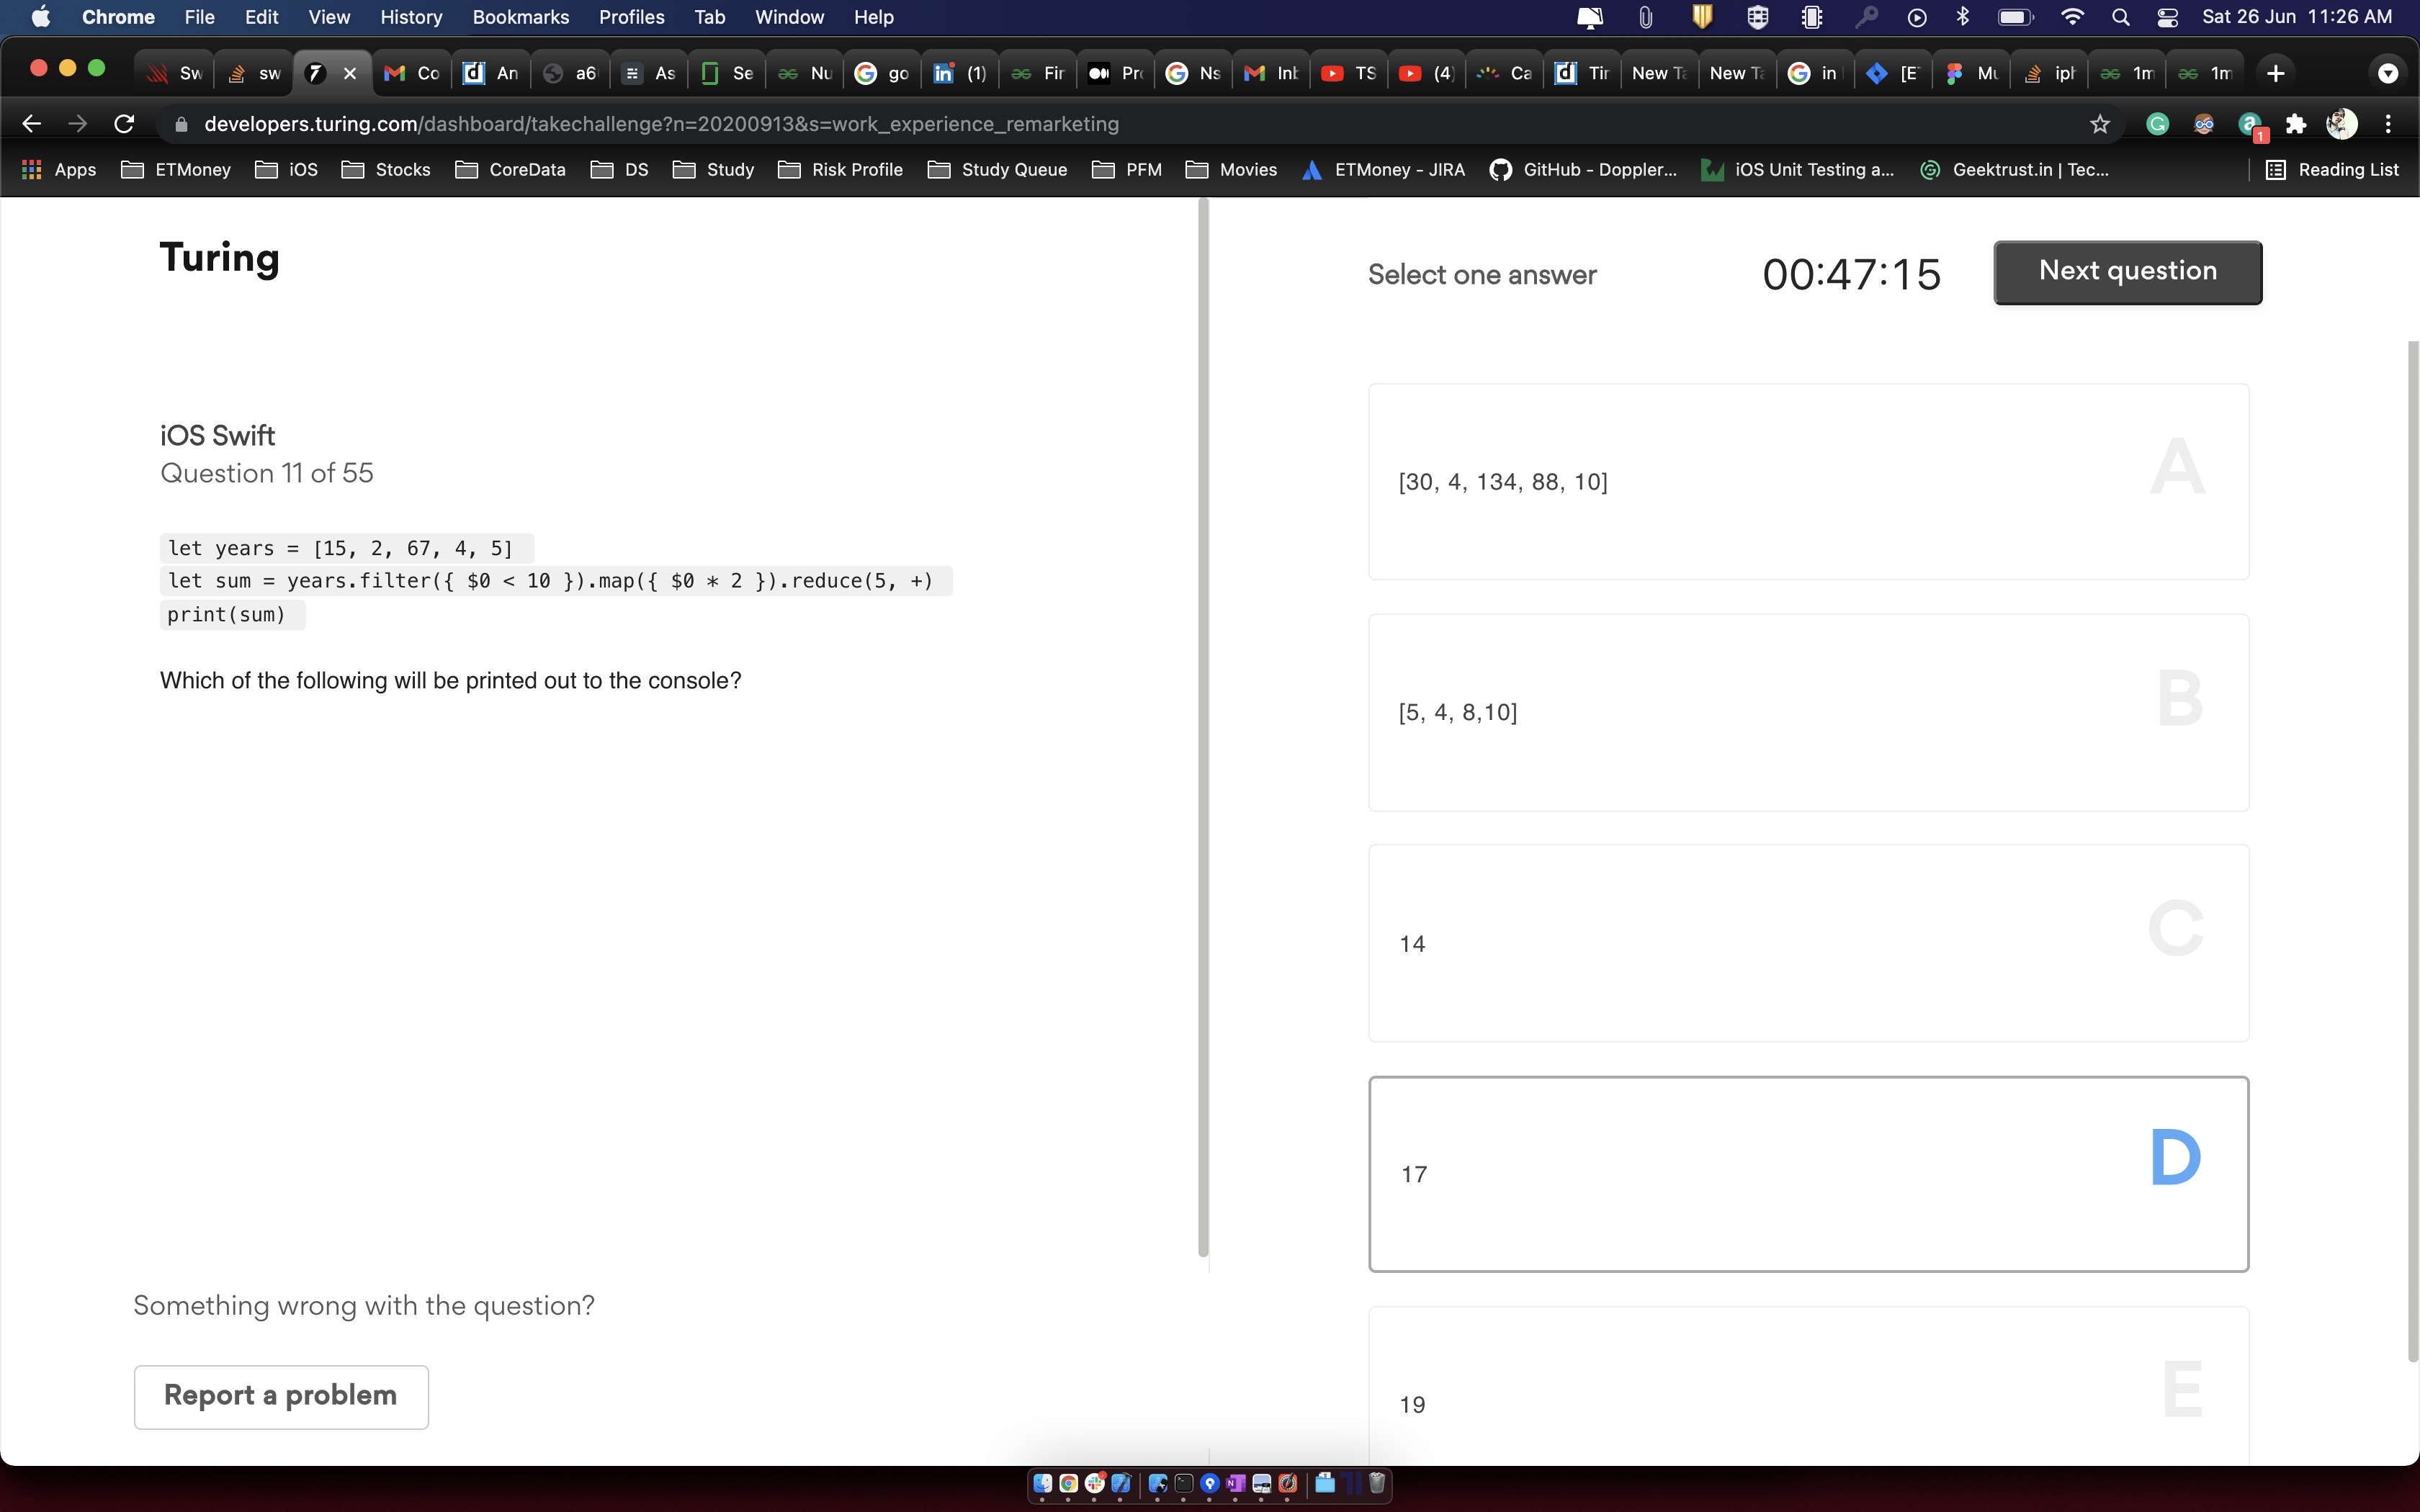 Chrome File Edit View History Bookmarks Profiles Tab Window Help Sat 26 Jun 11:26 AM
Sw sw Co An a6 As Se Nu go (1) Fir Pr Ns Inb TS (4) Ca Tir New Ta New Ta in [E Mu iph 1m 1m
developers.turing.com/dashboard/takechallenge?n=20200913&s=work_experience_remarketing
1
Apps ETMoney iOS Stocks CoreData DS Study Risk Profile Study Queue PFM Movies ETMoney - JIRA GitHub - Doppler... iOS Unit Testing a... Geektrust.in | Tec... Reading List
Turing
iOS Swift
Question 11 of 55
let years = [15, 2, 67, 4, 5]
let sum = years.filter({ $0 < 10 }).map({ $0 * 2 }).reduce(5, +)
print(sum)
Which of the following will be printed out to the console?
Something wrong with the question?
Report a problem
Select one answer
00:47:15
Next question
[30, 4, 134, 88, 10]
A
[5, 4, 8,10]
B
14
C
17
D
19
E